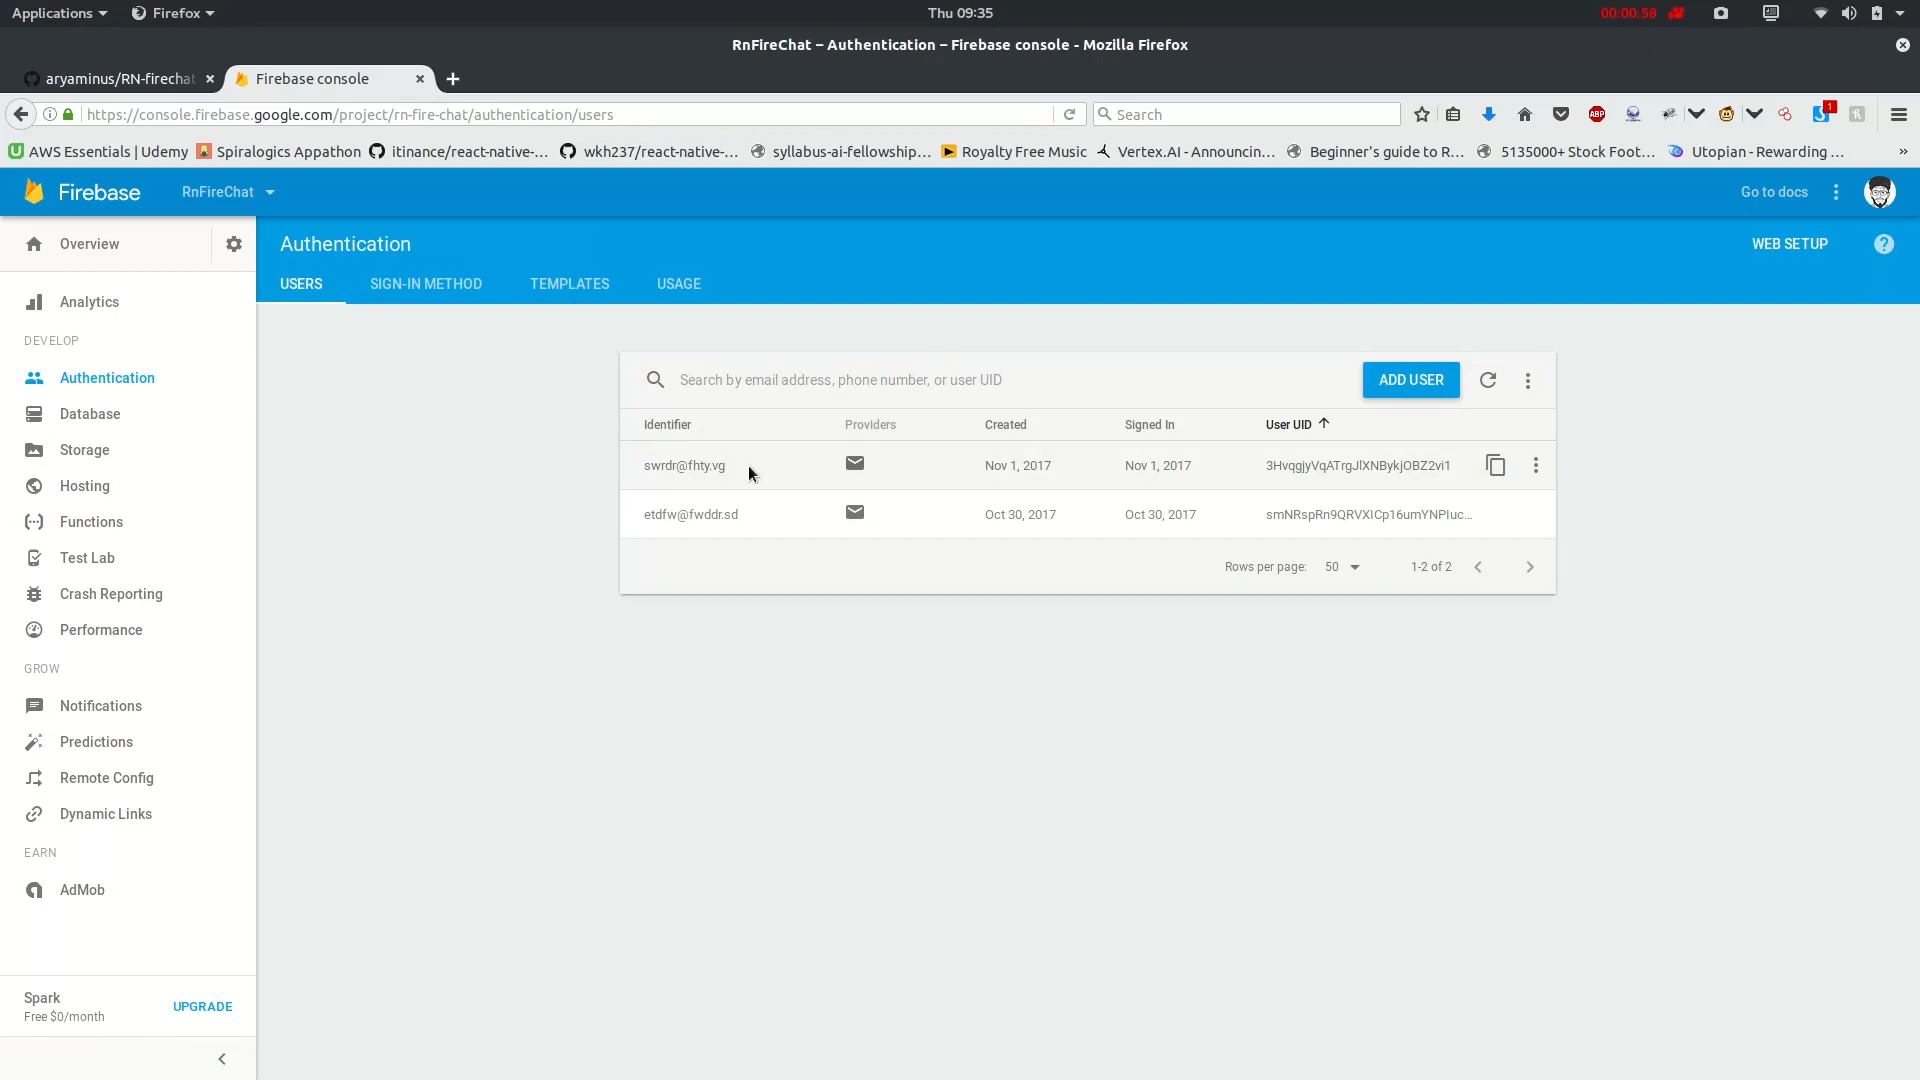 Applications Firefox Thu 09:35 00:00:58
RnFireChat – Authentication – Firebase console - Mozilla Firefox
aryaminus/RN-firechat Firebase console
https://console.firebase.google.com/project/rn-fire-chat/authentication/users Search ABP 1
AWS Essentials | Udemy Spiralogics Appathon itinance/react-native-... wkh237/react-native-... syllabus-ai-fellowship... Royalty Free Music Vertex.AI - Announcin... Beginner's guide to R... 5135000+ Stock Foot... Utopian - Rewarding ... »
Firebase RnFireChat Go to docs
Overview Authentication WEB SETUP ?
USERS SIGN-IN METHOD TEMPLATES USAGE
Analytics
DEVELOP
Authentication
Database
Storage
Hosting
Functions
Test Lab
Crash Reporting
Performance
GROW
Notifications
Predictions
Remote Config
Dynamic Links
EARN
AdMob
Spark
Free $0/month
UPGRADE
Search by email address, phone number, or user UID ADD USER
Identifier Providers Created Signed In User UID
swrdr@fhty.vg Nov 1, 2017 Nov 1, 2017 3HvqgjyVqATrgJlXNBykjOBZ2vi1
etdfw@fwddr.sd Oct 30, 2017 Oct 30, 2017 smNRspRn9QRVXICp16umYNPIuc...
Rows per page: 50 1-2 of 2